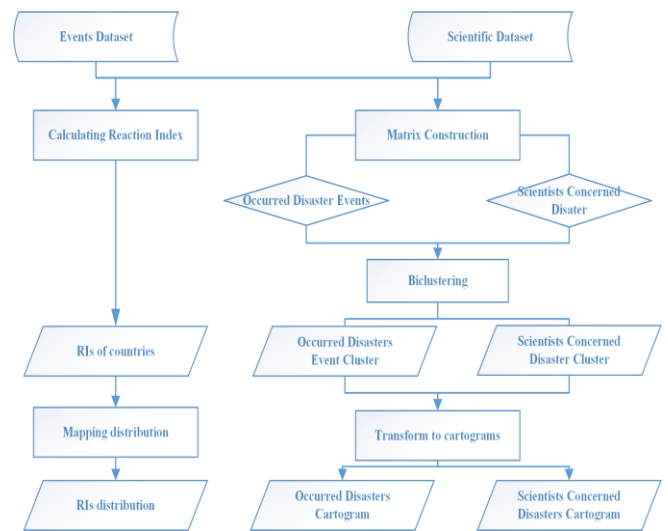 Events Dataset
Scientific Dataset
Calculating Reaction Index
Matrix Construction
Occurred Disaster Events
Scientists Concerned
Disater
Biclustering
RIs of countries
Occurred Disasters
Event Cluster
Scientists Concerned
Disaster Cluster
Mapping distribution
Transform to cartograms
RIs distribution
Occurred Disasters
Cartogram
Scientists Concerned
Disasters Cartogram